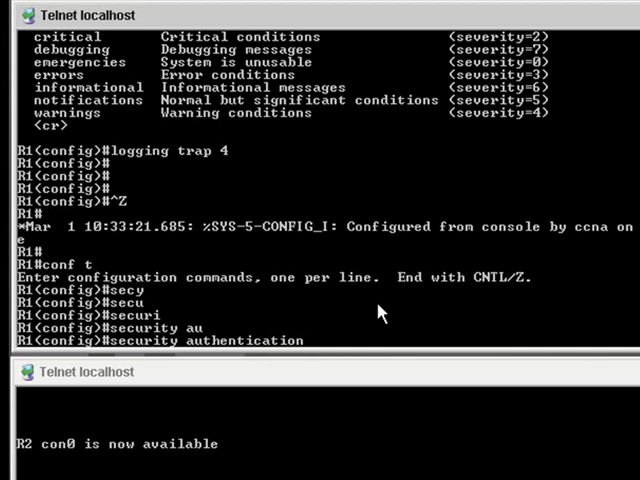 Telnet localhost
critical Critical conditions (severity=2)
debugging Debugging messages (severity=7)
emergencies System is unusable (severity=0)
errors Error conditions (severity=3)
informational Informational messages (severity=6)
notifications Normal but significant conditions (severity=5)
warnings Warning conditions (severity=4)
<cr>
R1(config)#logging trap 4
R1(config)#
R1(config)#
R1(config)#
R1(config)#^Z
R1#
*Mar 1 10:33:21.685: %SYS-5-CONFIG_I: Configured from console by ccna on
e
R1#
R1#conf t
Enter configuration commands, one per line. End with CNTL/Z.
R1(config)#secy
R1(config)#secu
R1(config)#securi
R1(config)#security au
R1(config)#security authentication
Telnet localhost
R2 con0 is now available